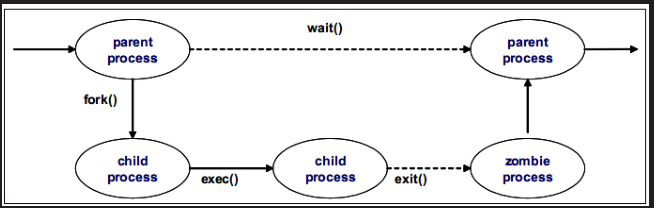 wait()
parent
process
parent
process
fork()
child
process
exec()
child
process
exit()
zombie
process